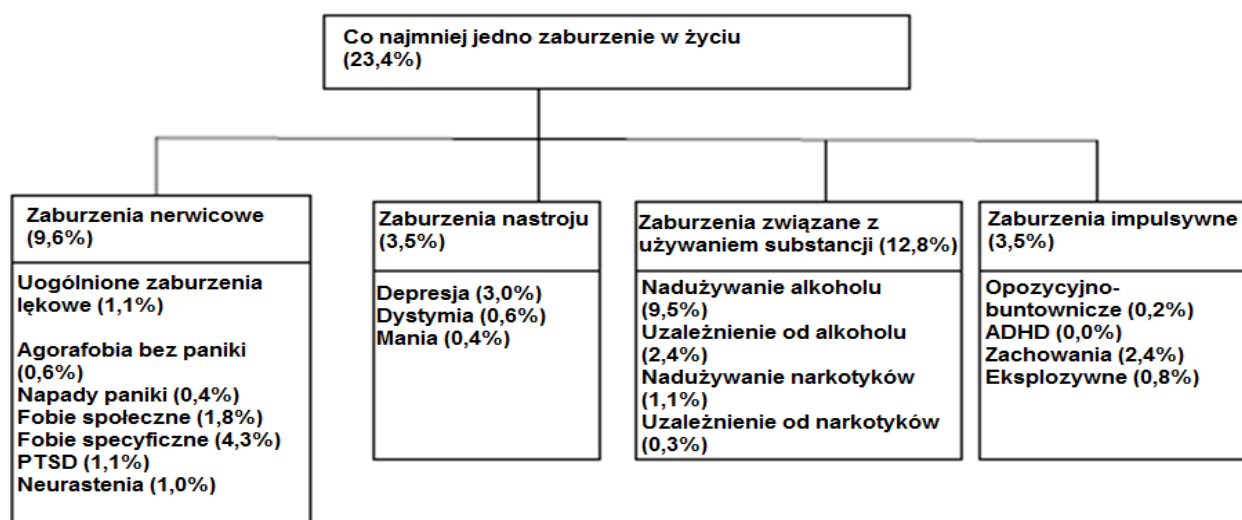 Co najmniej jedno zaburzenie w życiu
(23,4%)
Zaburzenia nerwicowe
(9,6%)
Uogólnione zaburzenia
lękowe (1,1%)
Agorafobia bez paniki
(0,6%)
Napady paniki (0,4%)
Fobie społeczne (1,8%)
Fobie specyficzne (4,3%)
PTSD (1,1%)
Neurastenia (1,0%)
Zaburzenia nastroju
(3,5%)
Depresja (3,0%)
Dystymia (0,6%)
Mania (0,4%)
Zaburzenia związane z
używaniem substancji (12,8%)
Nadużywanie alkoholu
(9,5%)
Uzależnienie od alkoholu
(2,4%)
Nadużywanie narkotyków
(1,1%)
Uzależnienie od narkotyków
(0,3%)
Zaburzenia impulsywne
(3,5%)
Opozycyjno-
buntownicze (0,2%)
ADHD (0,0%)
Zachowania (2,4%)
Eksplozywne (0,8%)